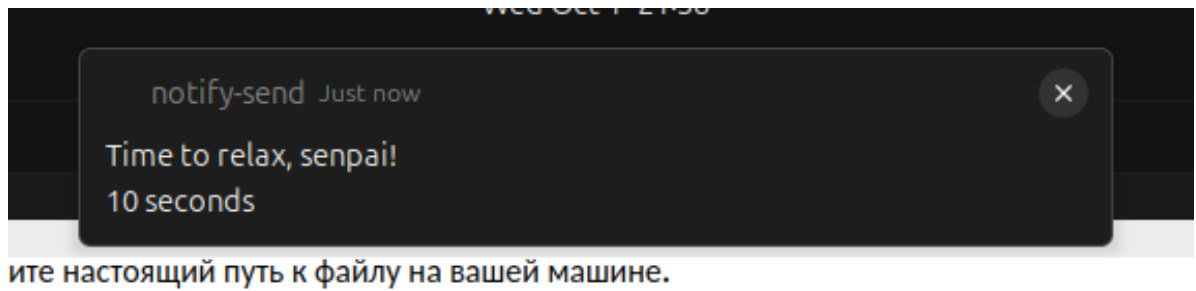 notify-send Just now
Time to relax, senpai!
10 seconds
ите настоящий путь к файлу на вашей машине.